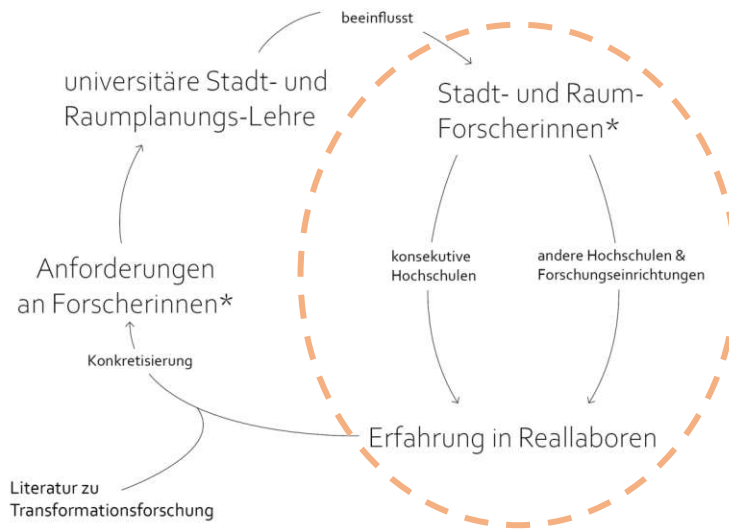 beeinflusst
universitäre Stadt- und
Raumplanungs-Lehre
Stadt- und Raum-
Forscherinnen*
konsekutive
Hochschulen
andere Hochschulen &
Forschungseinrichtungen
Anforderungen
an Forscherinnen*
Konkretisierung
Erfahrung in Reallaboren
Literatur zu
Transformationsforschung